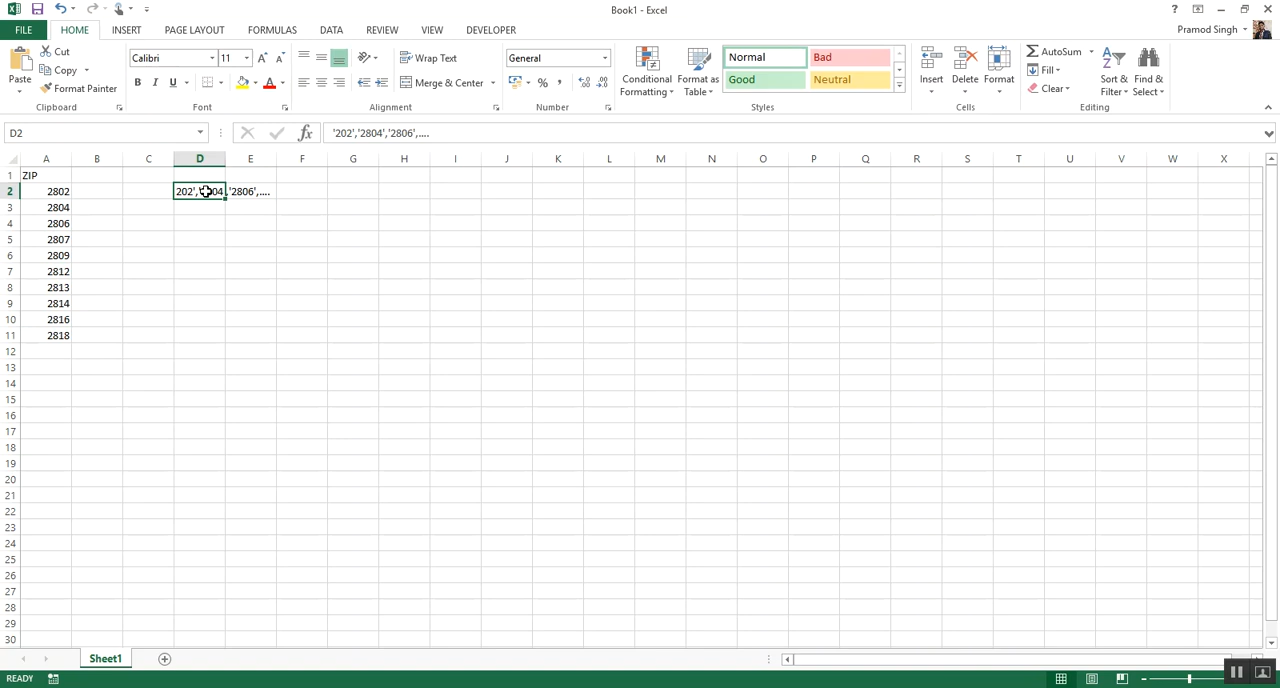 Book1 - Excel
FILE HOME INSERT PAGE LAYOUT FORMULAS DATA REVIEW VIEW DEVELOPER Pramod Singh
Paste
Cut
Copy
Format Painter
Clipboard
Calibri 11
B I U
Font
Wrap Text
Merge & Center
Alignment
General
Number
Conditional Formatting
Format as Table
Normal Bad
Good Neutral
Styles
Insert Delete Format
Cells
AutoSum
Fill
Clear
Sort & Filter
Find & Select
Editing
D2 fx '202','2804','2806',....
A B C D E F G H I J K L M N O P Q R S T U V W X
1 ZIP
2 2802 202','2804,'2806',....
3 2804
4 2806
5 2807
6 2809
7 2812
8 2813
9 2814
10 2816
11 2818
12
13
14
15
16
17
18
19
20
21
22
23
24
25
26
27
28
29
30
Sheet1
READY